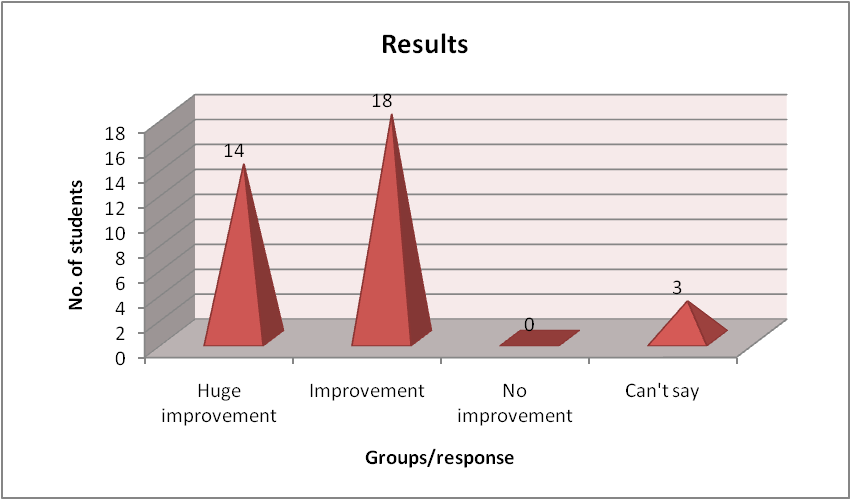 Results
18
14
18
16
14
12
10
8
6
4
2
0
0
3
No. of students
Huge
improvement
Improvement
No
improvement
Can't say
Groups/response